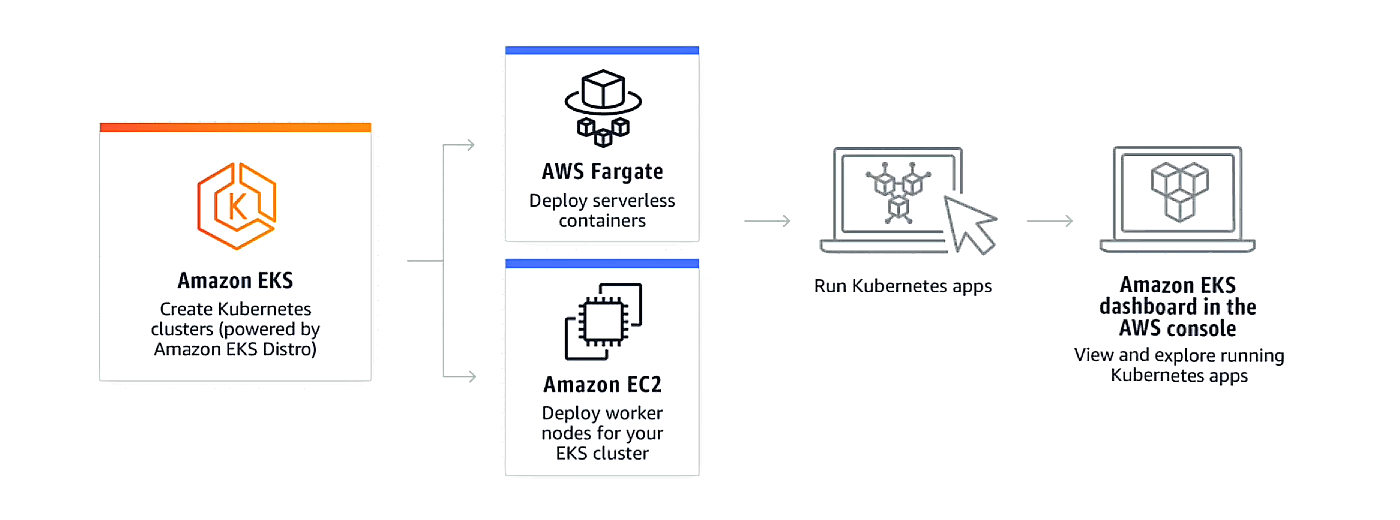 K
Amazon EKS
Create Kubernetes
clusters (powered by
Amazon EKS Distro)
AWS Fargate
Deploy serverless
containers
Amazon EC2
Deploy worker
nodes for your
EKS cluster
Run Kubernetes apps
Amazon EKS
dashboard in the
AWS console
View and explore running
Kubernetes apps